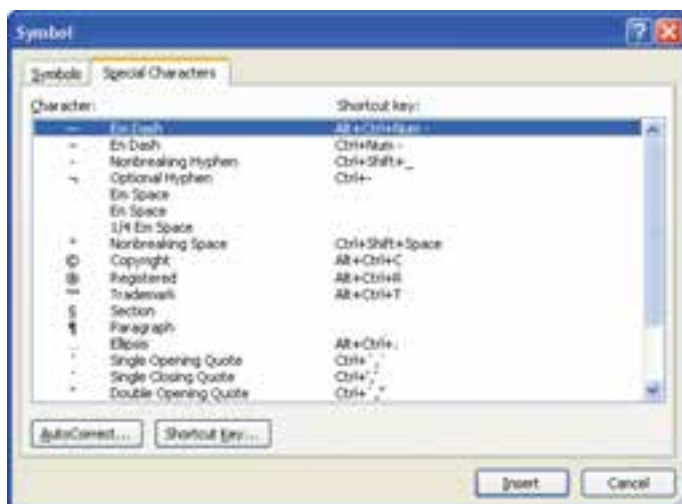 Symbol
Symbols Special Characters
Character: Shortcut key:
— Em Dash Alt+Ctrl+Num -
– En Dash Ctrl+Num -
- Nonbreaking Hyphen Ctrl+Shift+_
¬ Optional Hyphen Ctrl+-
Em Space
En Space
1/4 Em Space
° Nonbreaking Space Ctrl+Shift+Space
© Copyright Alt+Ctrl+C
® Registered Alt+Ctrl+R
™ Trademark Alt+Ctrl+T
§ Section
¶ Paragraph
… Ellipsis Alt+Ctrl+.
‘ Single Opening Quote Ctrl+`,`
’ Single Closing Quote Ctrl+','
“ Double Opening Quote Ctrl+`,"
AutoCorrect... Shortcut Key...
Insert Cancel